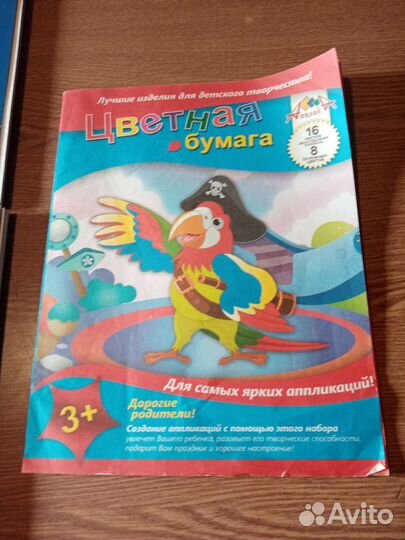 Лучшие изделия для детского творчества!
Цветная
бумага
АппликА
16
8
Для самых ярких аппликаций!
3+
Дорогие
родители!
Создание аппликаций с помощью этого набора
увлечет Вашего ребенка, разовьет его творческие способности,
подарит Вам праздник и хорошее настроение!
Avito